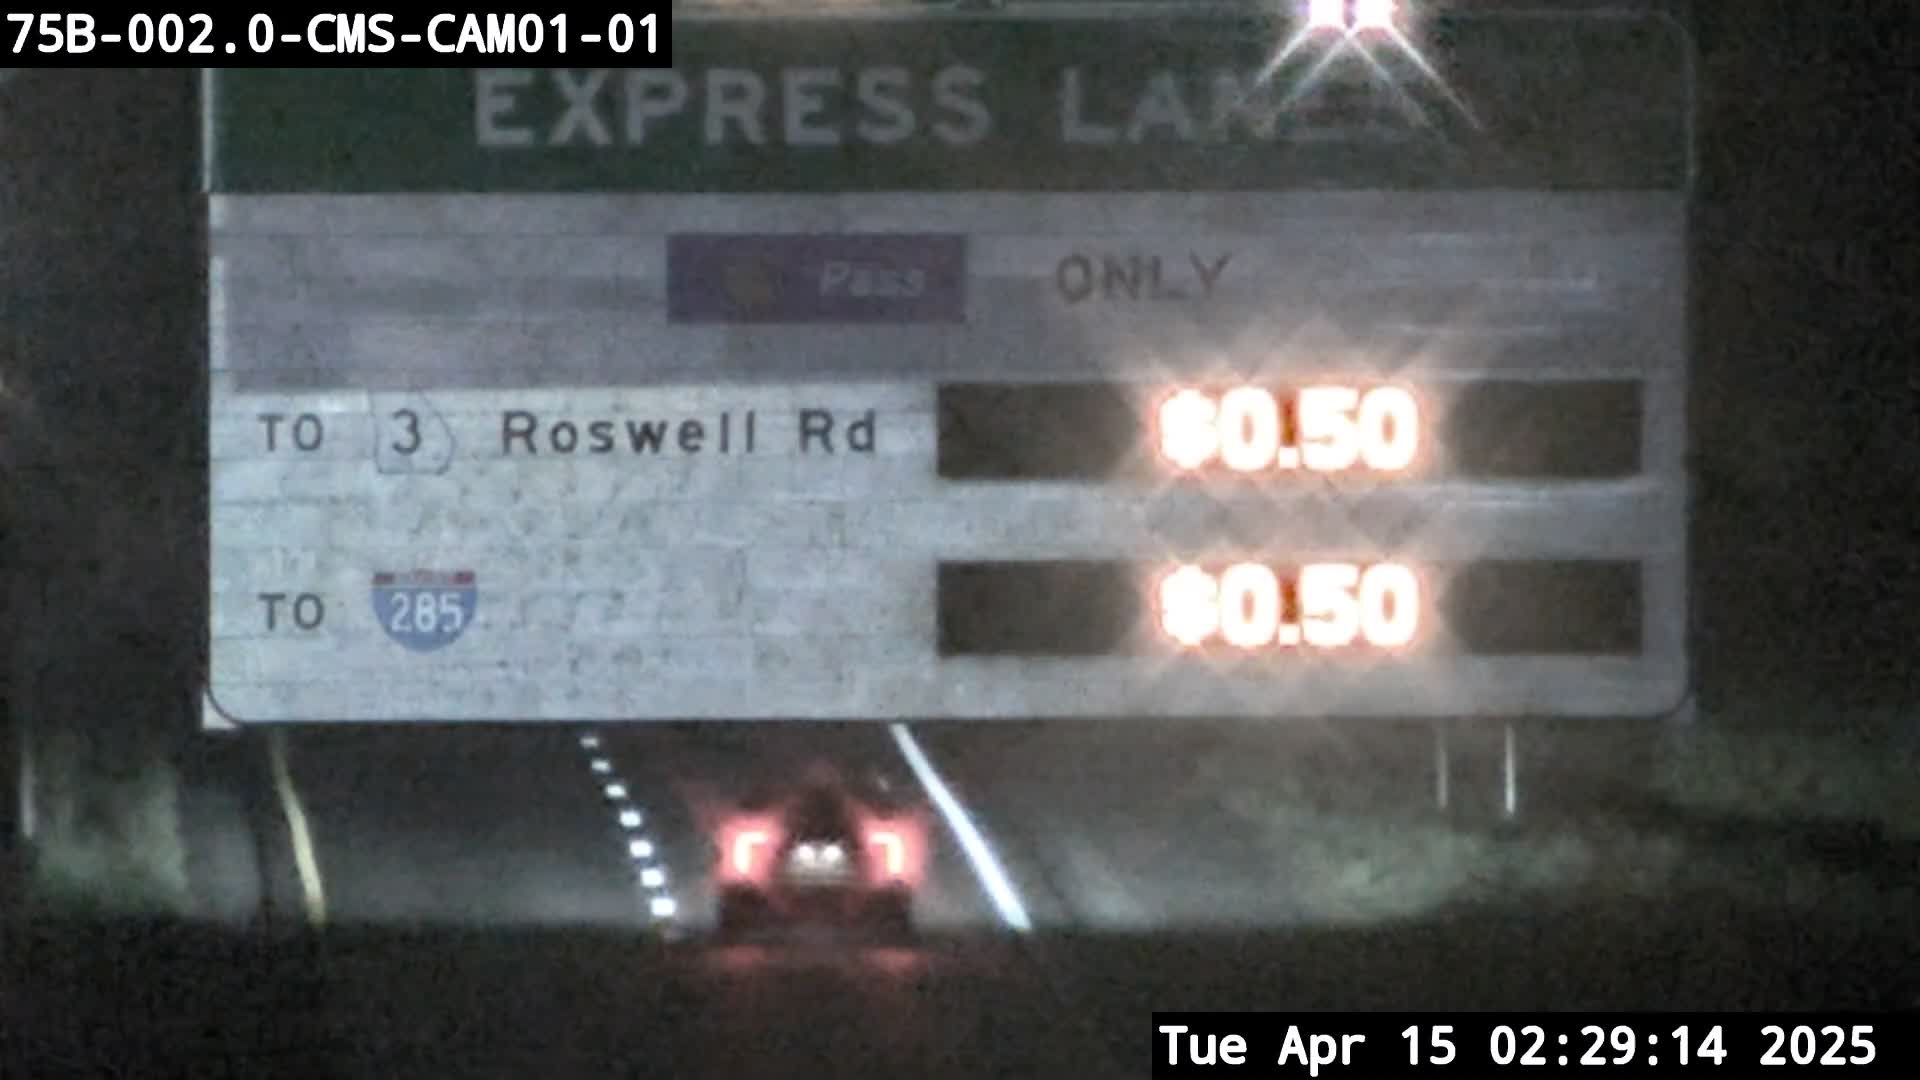 75B-002.0-CMS-CAM01-01
EXPRESS LANES
Pass ONLY
TO 3 Roswell Rd $0.50
TO 285 $0.50
Tue Apr 15 02:29:14 2025